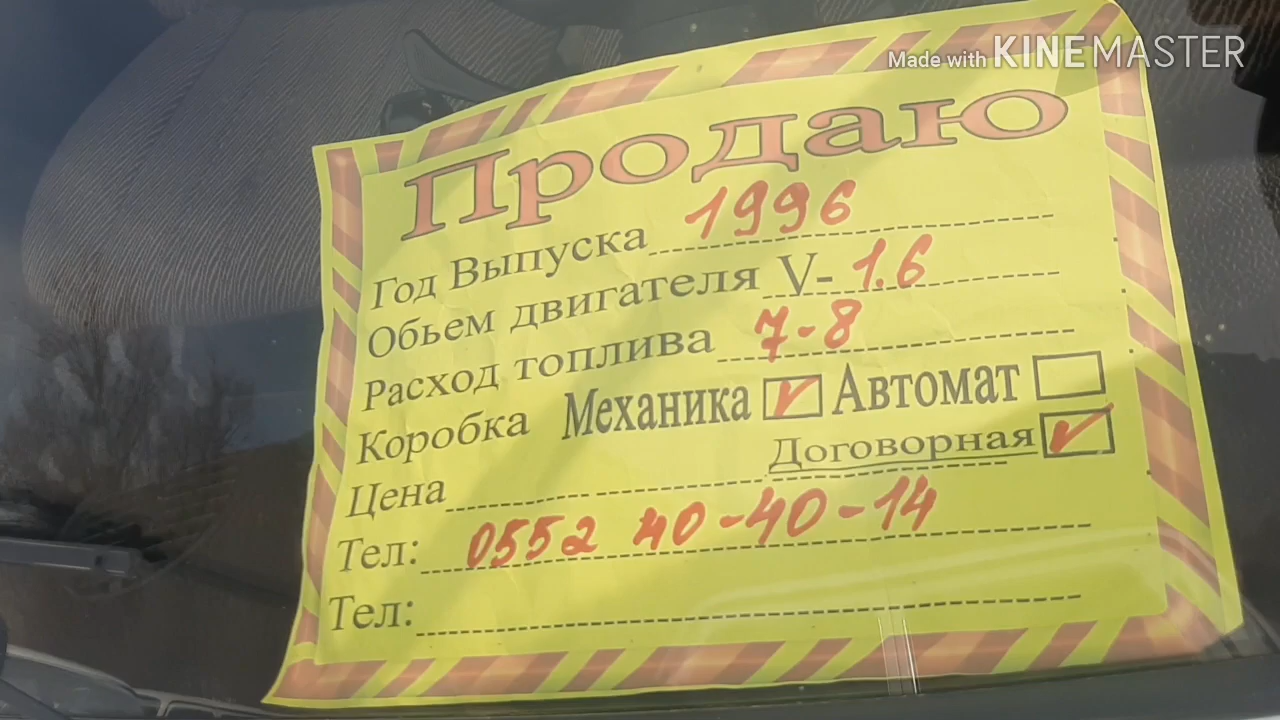 Made with KINEMASTER
Продаю
Год Выпуска 1996
Обьем двигателя V- 1.6
Расход топлива 7-8
Коробка Механика ✓ Автомат
Договорная ✓
Цена
Тел: 0552 40-40-14
Тел: